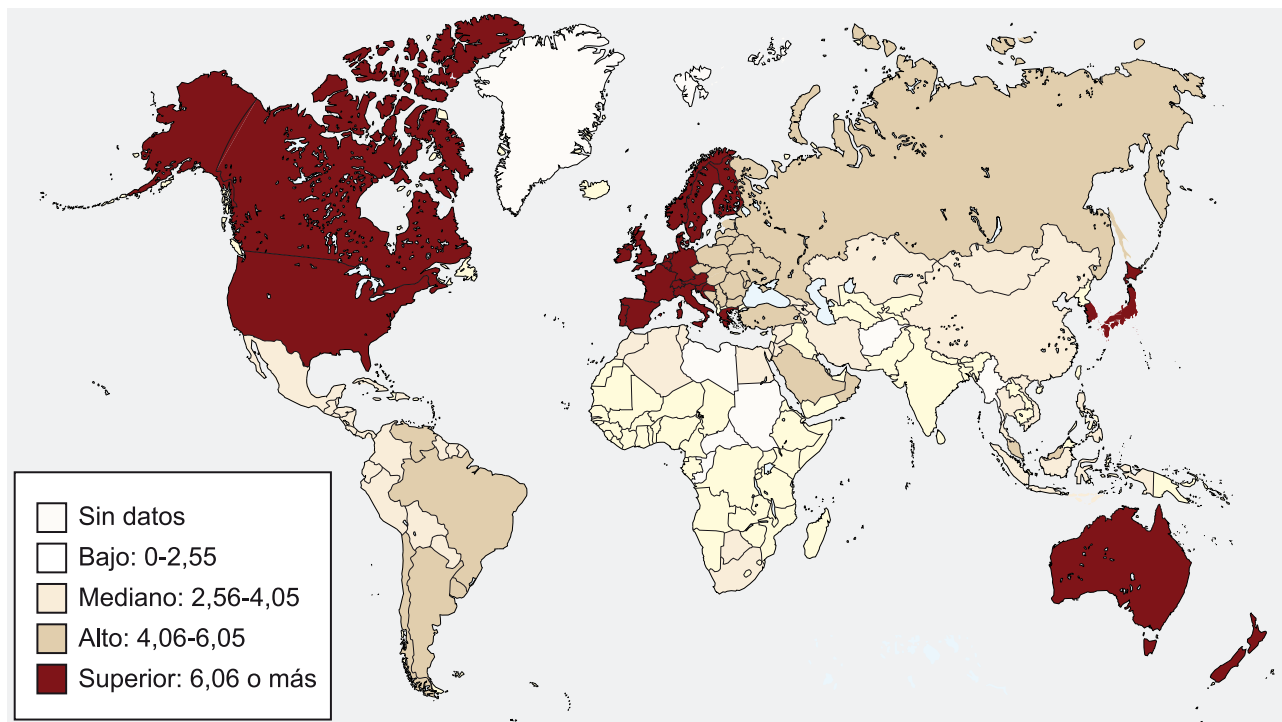 Sin datos
Bajo: 0-2,55
Mediano: 2,56-4,05
Alto: 4,06-6,05
Superior: 6,06 o más